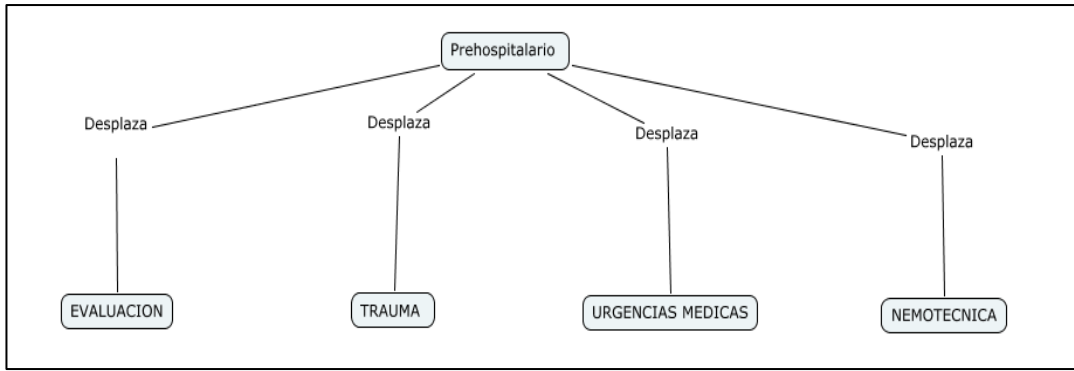 Prehospitalario
Desplaza
Desplaza
Desplaza
Desplaza
EVALUACION
TRAUMA
URGENCIAS MEDICAS
NEMOTECNICA